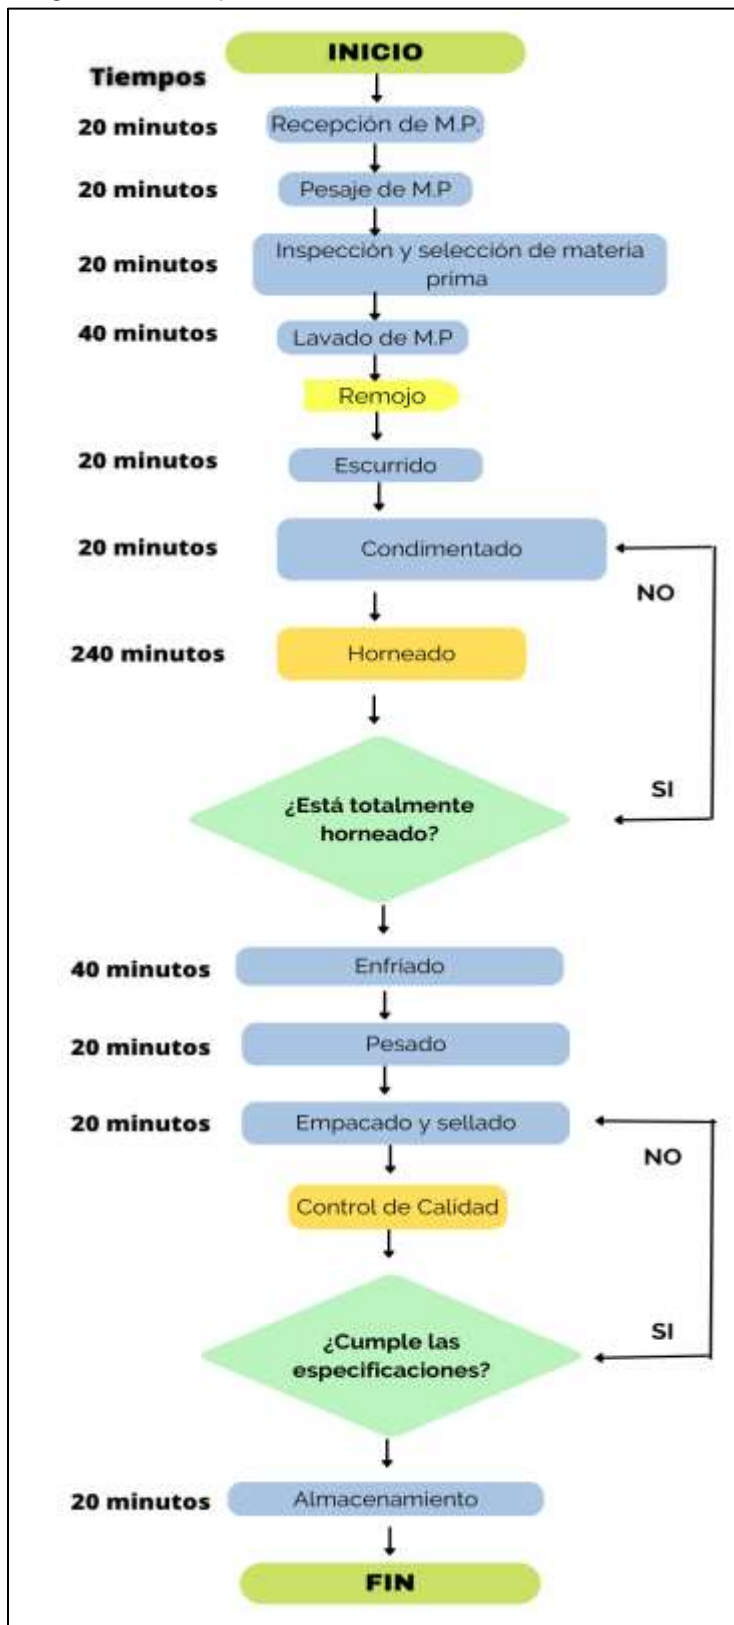 INICIO
Tiempos
20 minutos
Recepción de M.P.
20 minutos
Pesaje de M.P
20 minutos
Inspección y selección de materia
prima
40 minutos
Lavado de M.P
Remojo
20 minutos
Escurrido
20 minutos
Condimentado
NO
240 minutos
Horneado
SI
¿Está totalmente
horneado?
40 minutos
Enfriado
20 minutos
Pesado
20 minutos
Empacado y sellado
NO
Control de Calidad
SI
¿Cumple las
especificaciones?
20 minutos
Almacenamiento
FIN